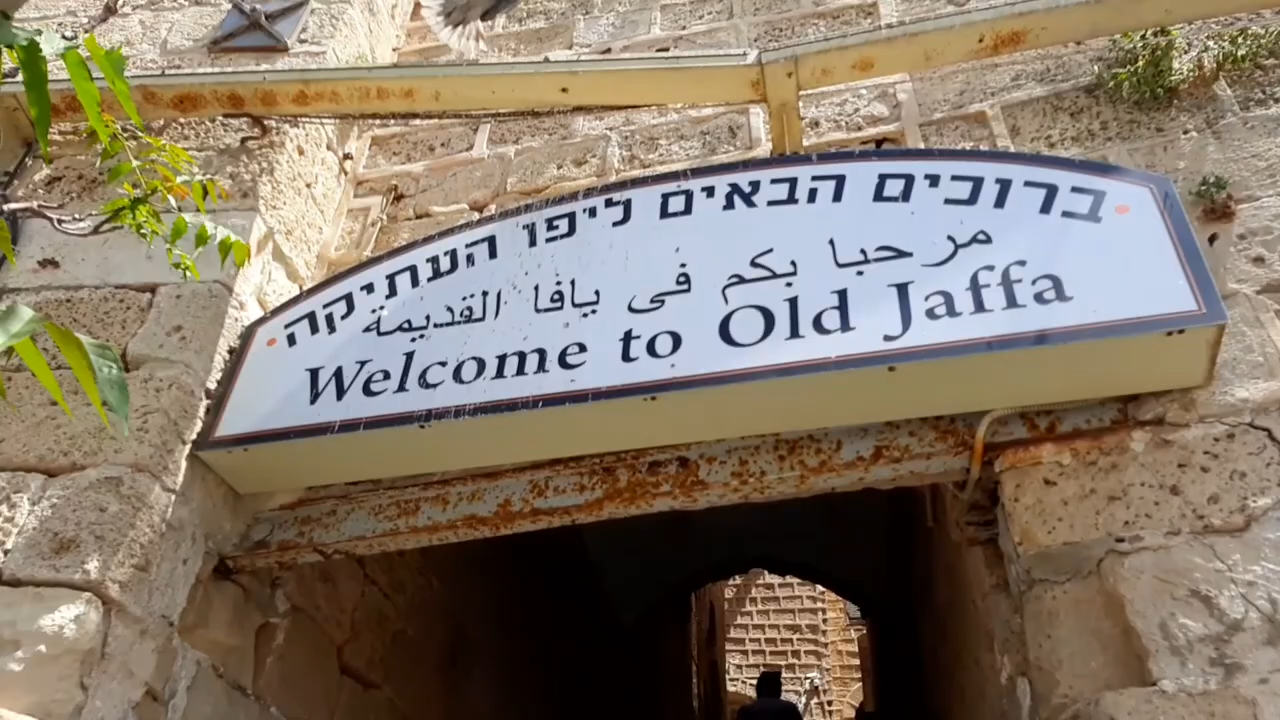 ברוכים הבאים ליפו העתיקה
مرحبا بكم فى يافا القديمة
Welcome to Old Jaffa